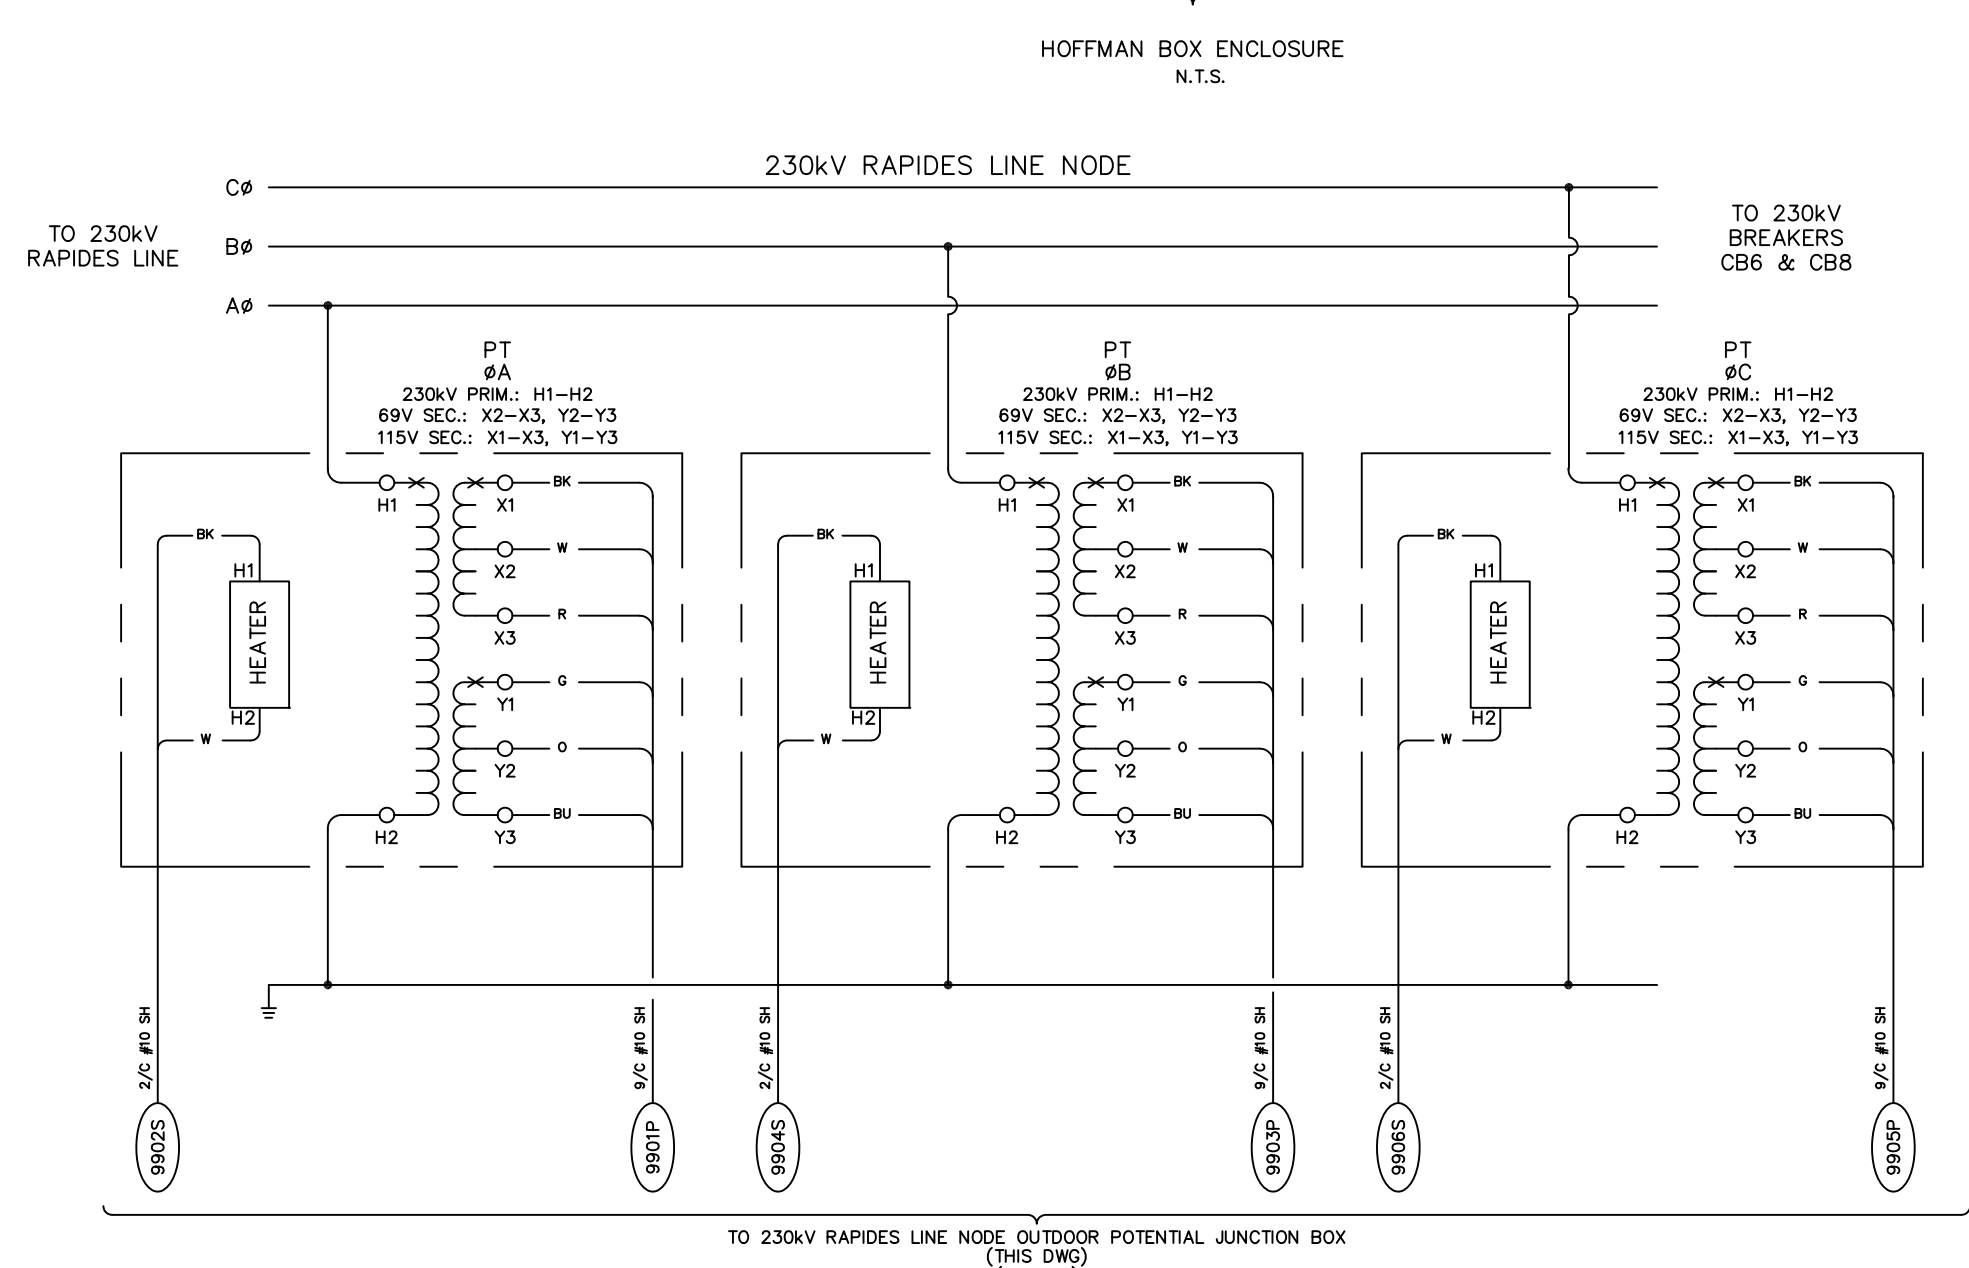 HOFFMAN BOX ENCLOSURE
N.T.S.
230kV RAPIDES LINE NODE
CØ
BØ
AØ
TO 230kV
RAPIDES LINE
TO 230kV
BREAKERS
CB6 & CB8
PT
ØA
230kV PRIM.: H1-H2
69V SEC.: X2-X3, Y2-Y3
115V SEC.: X1-X3, Y1-Y3
H1
X1
BK
X2
W
X3
R
Y1
G
Y2
O
Y3
BU
H2
BK
H1
HEATER
H2
W
PT
ØB
230kV PRIM.: H1-H2
69V SEC.: X2-X3, Y2-Y3
115V SEC.: X1-X3, Y1-Y3
H1
X1
BK
X2
W
X3
R
Y1
G
Y2
O
Y3
BU
H2
BK
H1
HEATER
H2
W
PT
ØC
230kV PRIM.: H1-H2
69V SEC.: X2-X3, Y2-Y3
115V SEC.: X1-X3, Y1-Y3
H1
X1
BK
X2
W
X3
R
Y1
G
Y2
O
Y3
BU
H2
BK
H1
HEATER
H2
W
2/C #10 SH
9902S
9/C #10 SH
9901P
2/C #10 SH
9904S
9/C #10 SH
9903P
2/C #10 SH
9906S
9/C #10 SH
9905P
TO 230kV RAPIDES LINE NODE OUTDOOR POTENTIAL JUNCTION BOX
(THIS DWG)